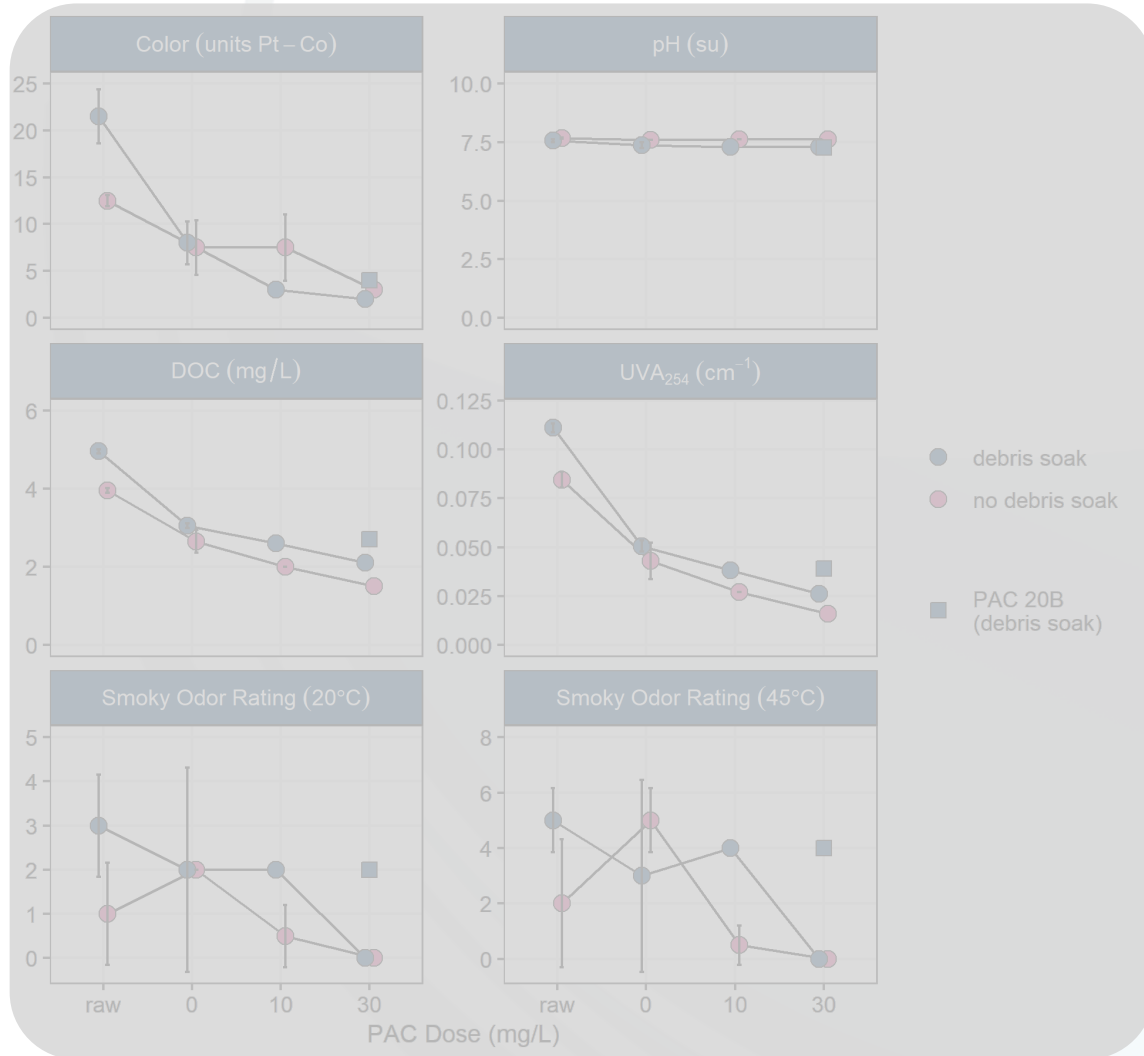 Color (units Pt – Co)
pH (su)
25
20
15
10
5
0
10.0
7.5
5.0
2.5
0.0
DOC (mg/L)
UVA₂₅₄ (cm⁻¹)
6
4
2
0
0.125
0.100
0.075
0.050
0.025
0.000
debris soak
no debris soak
PAC 20B
(debris soak)
Smoky Odor Rating (20°C)
Smoky Odor Rating (45°C)
5
4
3
2
1
0
8
6
4
2
0
raw 0 10 30
raw 0 10 30
PAC Dose (mg/L)